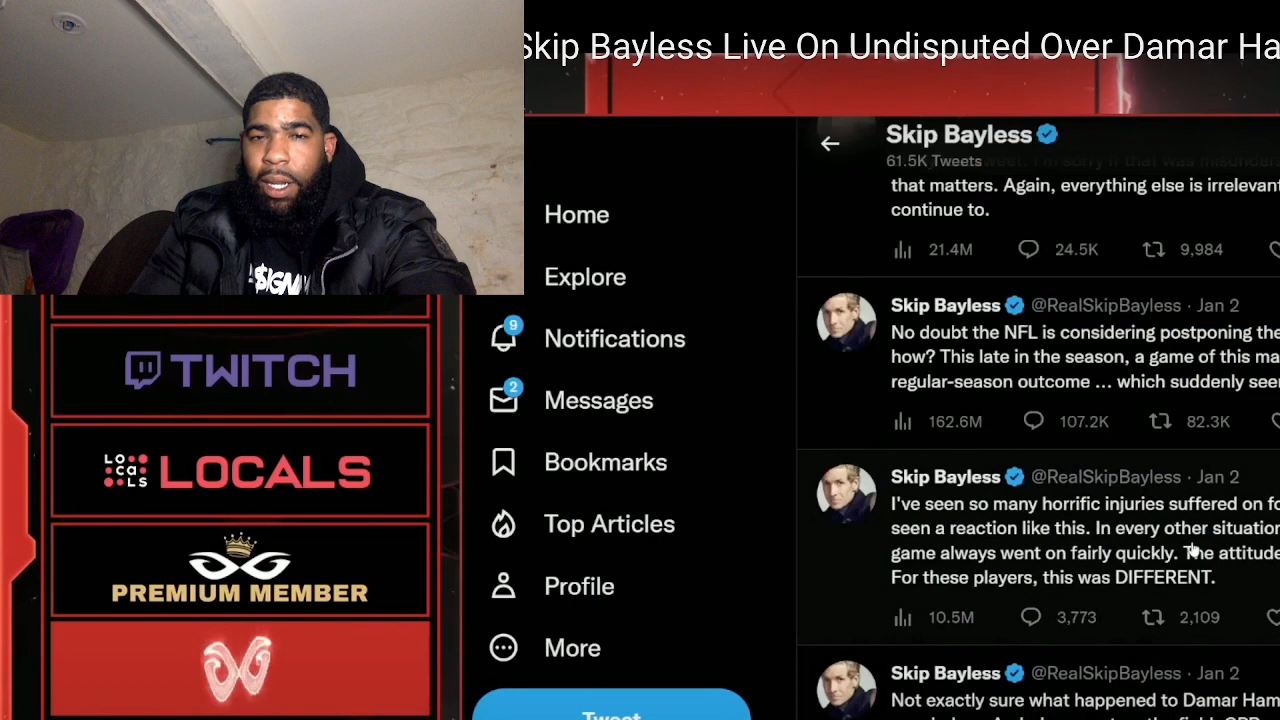 Skip Bayless Live On Undisputed Over Damar Ha
Skip Bayless
61.5K Tweets
that matters. Again, everything else is irrelevant
continue to.
21.4M 24.5K 9,984
Home
Explore
9
Notifications
2
Messages
Bookmarks
Top Articles
Profile
More
Tweet
Skip Bayless @RealSkipBayless · Jan 2
No doubt the NFL is considering postponing the
how? This late in the season, a game of this ma
regular-season outcome ... which suddenly see
162.6M 107.2K 82.3K
Skip Bayless @RealSkipBayless · Jan 2
I've seen so many horrific injuries suffered on fo
seen a reaction like this. In every other situation
game always went on fairly quickly. The attitude
For these players, this was DIFFERENT.
10.5M 3,773 2,109
Skip Bayless @RealSkipBayless · Jan 2
Not exactly sure what happened to Damar Ham
TWITCH
LOCALS
LOCALS
PREMIUM MEMBER